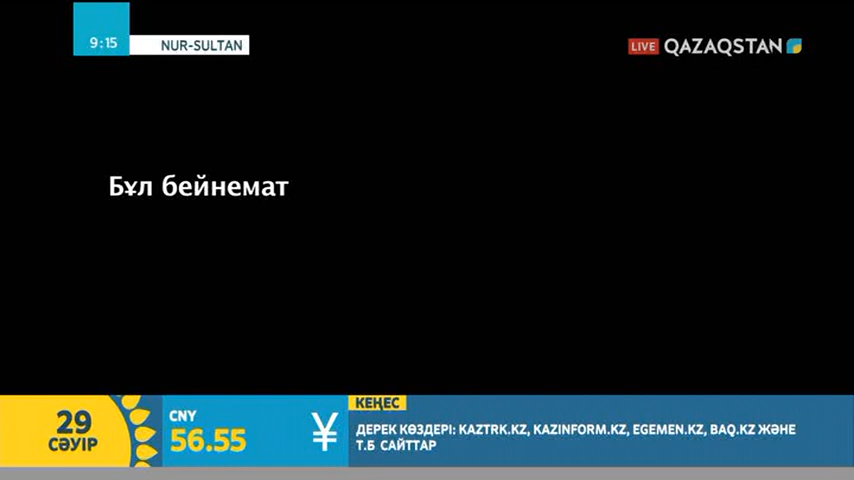 9:15
NUR-SULTAN
LIVE QAZAQSTAN
Бұл бейнемат
29
СӘУІР
CNY
56.55
¥
КЕҢЕС
ДЕРЕК КӨЗДЕРІ: KAZTRK.KZ, KAZINFORM.KZ, EGEMEN.KZ, BAQ.KZ ЖӘНЕ
Т.Б САЙТТАР